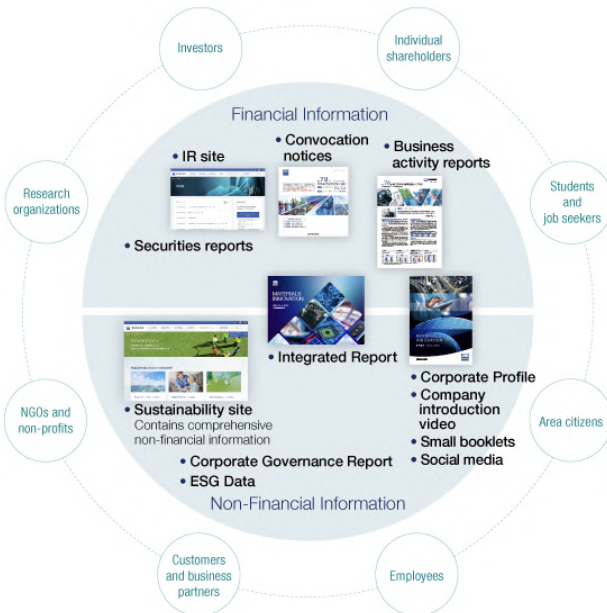 Investors
Individual
shareholders
Financial Information
• IR site
• Convocation
notices
• Business
activity reports
Research
organizations
Students
and
job seekers
• Securities reports
MATERIALS
INNOVATION
• Integrated Report
• Corporate Profile
• Company
introduction
video
• Small booklets
• Social media
NGOs and
non-profits
• Sustainability site
Contains comprehensive
non-financial information
Area citizens
• Corporate Governance Report
• ESG Data
Non-Financial Information
Customers
and business
partners
Employees